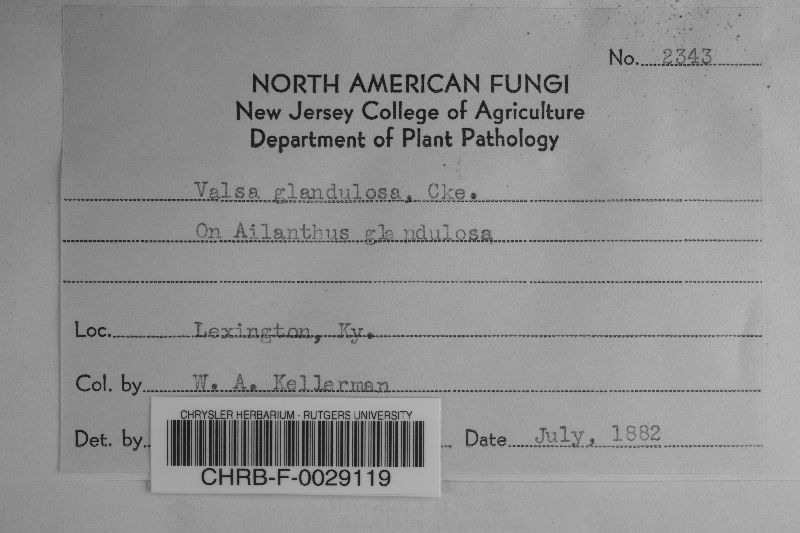 No. 2343
NORTH AMERICAN FUNGI
New Jersey College of Agriculture
Department of Plant Pathology
Valsa glandulosa, Cke.
On Ailanthus glandulosa
Loc. Lexington, Ky.
Col. by W. A. Kellerman
Det. by Date July, 1882
CHRYSLER HERBARIUM - RUTGERS UNIVERSITY
CHRB-F-0029119